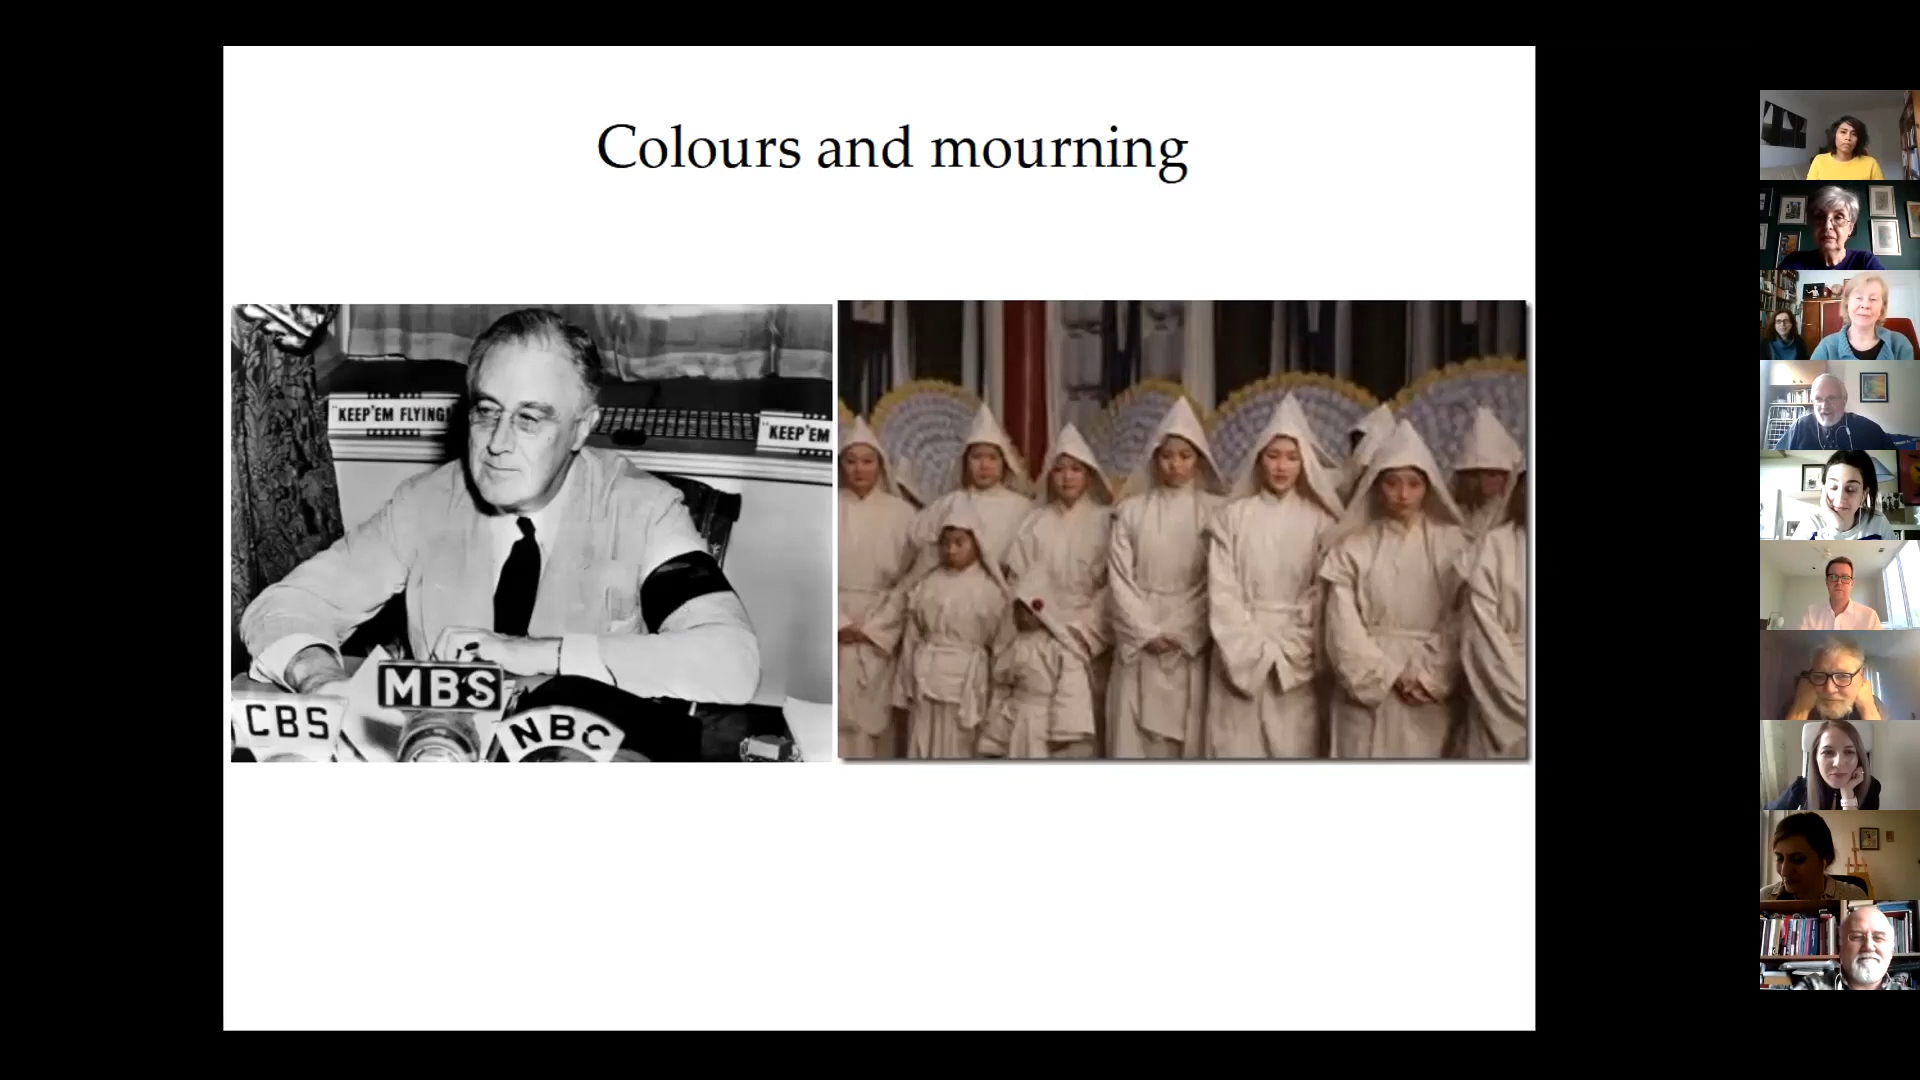 Colours and mourning
"KEEP 'EM FLYING!
"KEEP 'EM
MBS
CBS
NBC